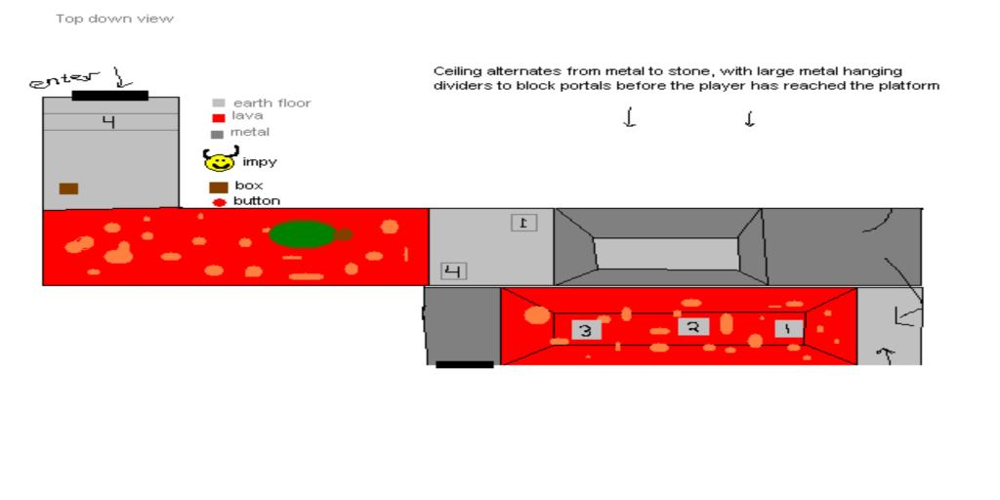 Top down view
enter
Ceiling alternates from metal to stone, with large metal hanging
dividers to block portals before the player has reached the platform
earth floor
lava
metal
impy
box
button
4
1
4
3
2
1